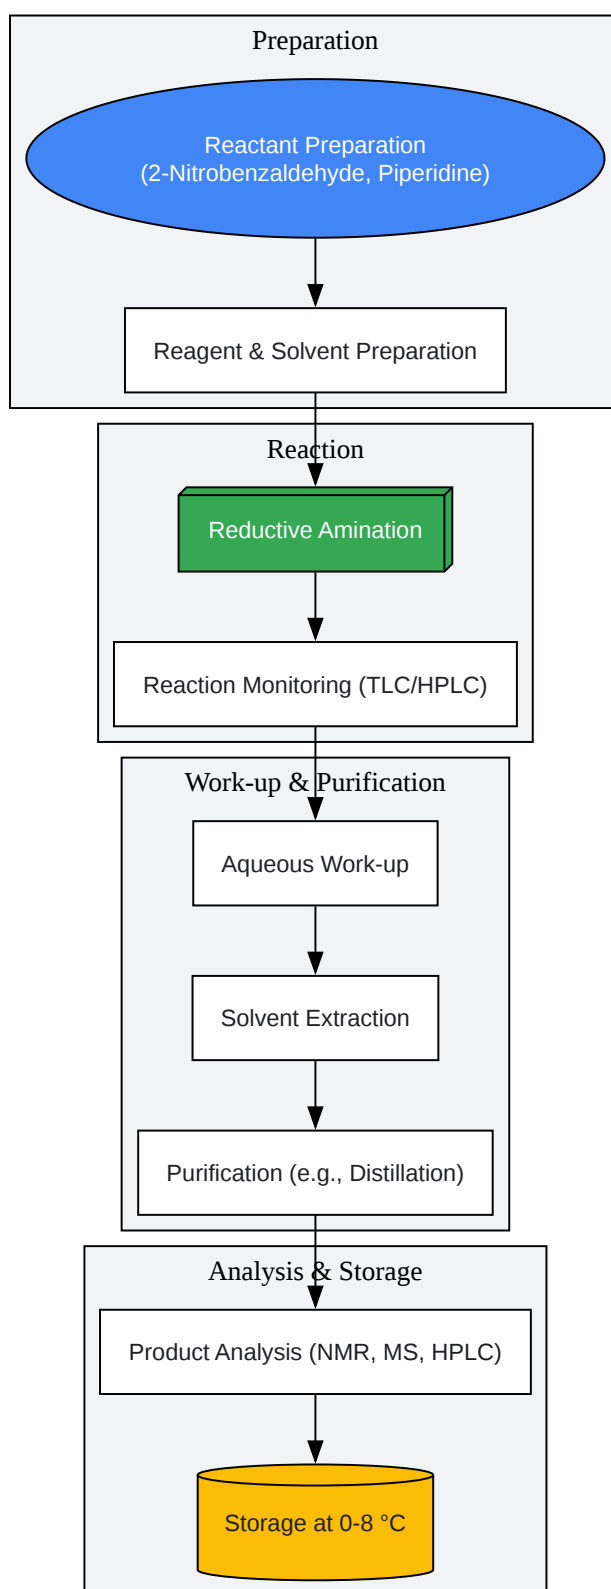 Preparation
Reactant Preparation
(2-Nitrobenzaldehyde, Piperidine)
Reagent & Solvent Preparation
Reaction
Reductive Amination
Reaction Monitoring (TLC/HPLC)
Work-up & Purification
Aqueous Work-up
Solvent Extraction
Purification (e.g., Distillation)
Analysis & Storage
Product Analysis (NMR, MS, HPLC)
Storage at 0-8 °C